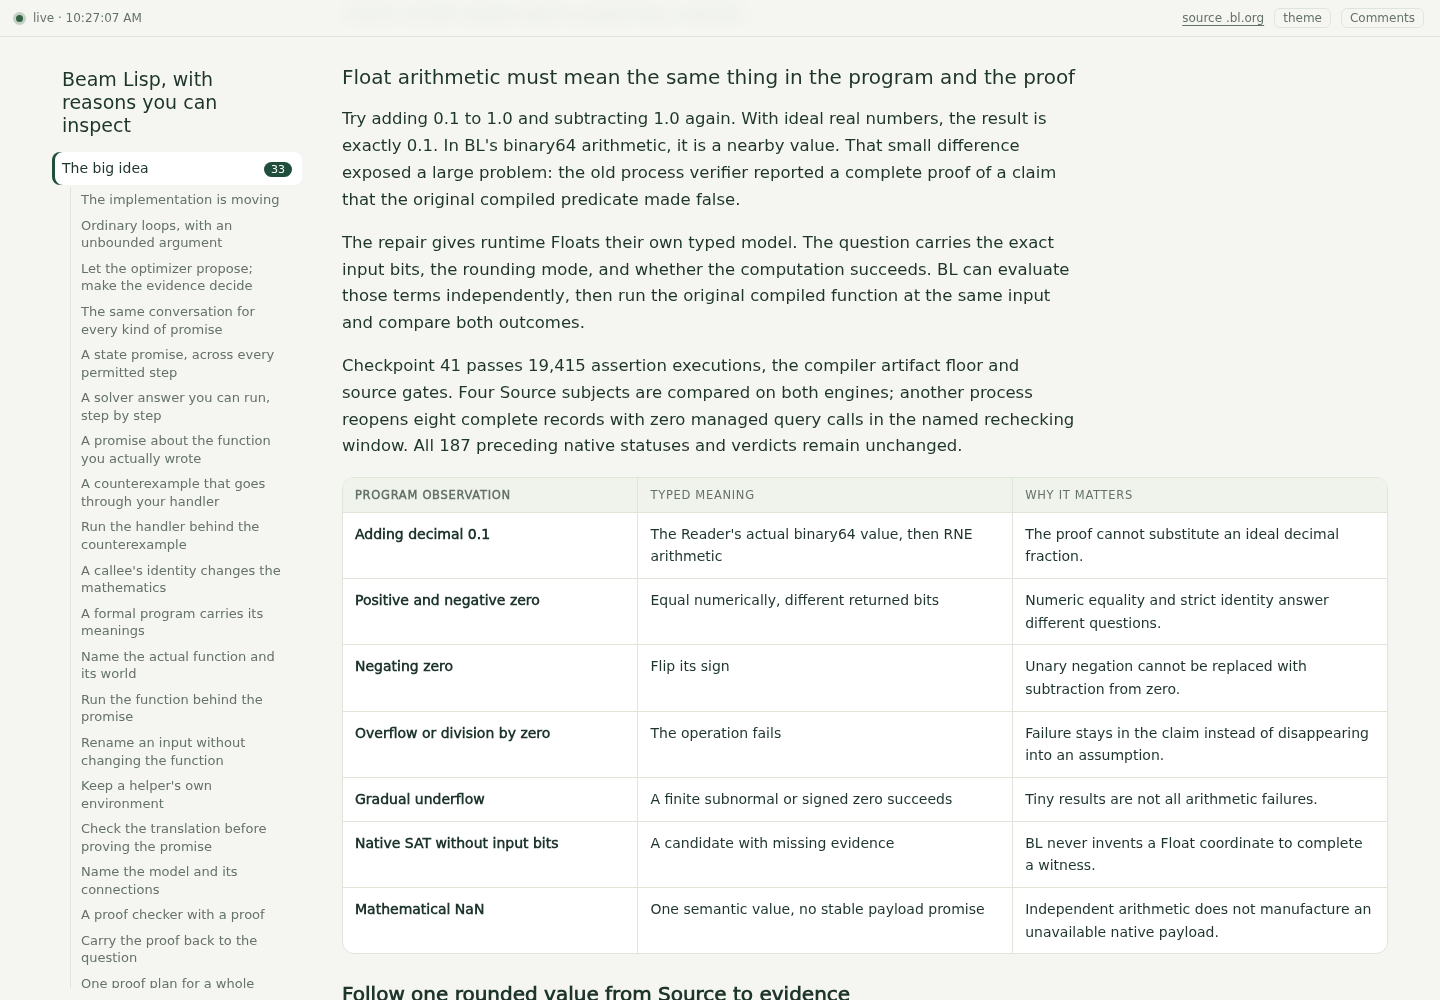 live · 10:27:07 AM
source .bl.org
theme
Comments
Beam Lisp, with
reasons you can
inspect
The big idea
33
The implementation is moving
Ordinary loops, with an
unbounded argument
Let the optimizer propose;
make the evidence decide
The same conversation for
every kind of promise
A state promise, across every
permitted step
A solver answer you can run,
step by step
A promise about the function
you actually wrote
A counterexample that goes
through your handler
Run the handler behind the
counterexample
A callee's identity changes the
mathematics
A formal program carries its
meanings
Name the actual function and
its world
Run the function behind the
promise
Rename an input without
changing the function
Keep a helper's own
environment
Check the translation before
proving the promise
Name the model and its
connections
A proof checker with a proof
Carry the proof back to the
question
One proof plan for a whole
Float arithmetic must mean the same thing in the program and the proof
Try adding 0.1 to 1.0 and subtracting 1.0 again. With ideal real numbers, the result is
exactly 0.1. In BL's binary64 arithmetic, it is a nearby value. That small difference
exposed a large problem: the old process verifier reported a complete proof of a claim
that the original compiled predicate made false.
The repair gives runtime Floats their own typed model. The question carries the exact
input bits, the rounding mode, and whether the computation succeeds. BL can evaluate
those terms independently, then run the original compiled function at the same input
and compare both outcomes.
Checkpoint 41 passes 19,415 assertion executions, the compiler artifact floor and
source gates. Four Source subjects are compared on both engines; another process
reopens eight complete records with zero managed query calls in the named rechecking
window. All 187 preceding native statuses and verdicts remain unchanged.
PROGRAM OBSERVATION
TYPED MEANING
WHY IT MATTERS
Adding decimal 0.1
The Reader's actual binary64 value, then RNE
arithmetic
The proof cannot substitute an ideal decimal
fraction.
Positive and negative zero
Equal numerically, different returned bits
Numeric equality and strict identity answer
different questions.
Negating zero
Flip its sign
Unary negation cannot be replaced with
subtraction from zero.
Overflow or division by zero
The operation fails
Failure stays in the claim instead of disappearing
into an assumption.
Gradual underflow
A finite subnormal or signed zero succeeds
Tiny results are not all arithmetic failures.
Native SAT without input bits
A candidate with missing evidence
BL never invents a Float coordinate to complete
a witness.
Mathematical NaN
One semantic value, no stable payload promise
Independent arithmetic does not manufacture an
unavailable native payload.
Follow one rounded value from Source to evidence